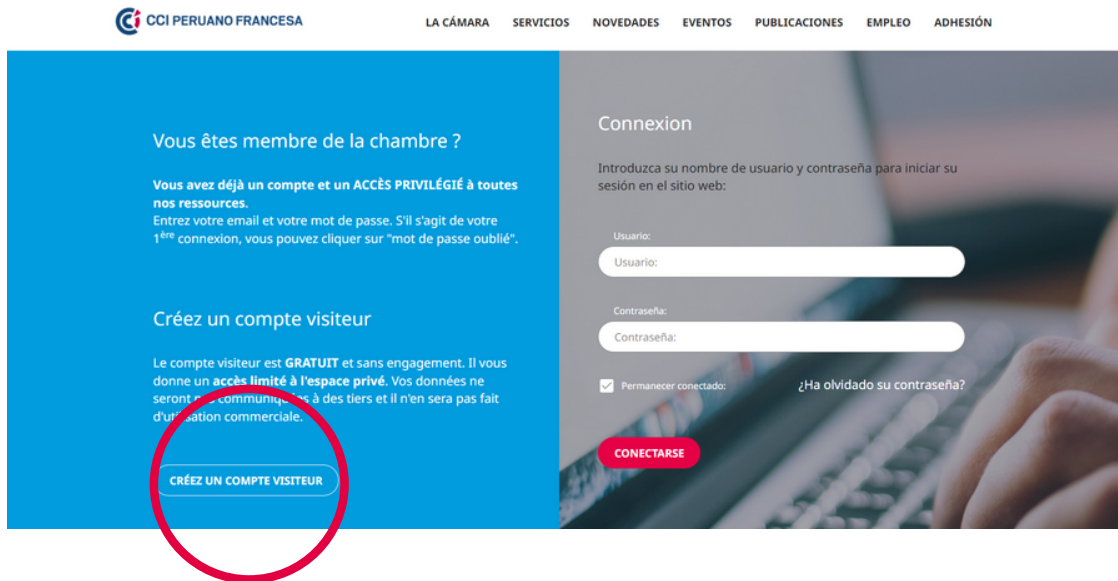 CCI PERUANO FRANCESA
LA CÁMARA SERVICIOS NOVEDADES EVENTOS PUBLICACIONES EMPLEO ADHESIÓN
Vous êtes membre de la chambre ?
Vous avez déjà un compte et un ACCÈS PRIVILÉGIÉ à toutes
nos ressources.
Entrez votre email et votre mot de passe. S'il s'agit de votre
1ère connexion, vous pouvez cliquer sur "mot de passe oublié".
Créez un compte visiteur
Le compte visiteur est GRATUIT et sans engagement. Il vous
donne un accès limité à l'espace privé. Vos données ne
seront pas communiquées à des tiers et il n'en sera pas fait
d'utilisation commerciale.
CRÉEZ UN COMPTE VISITEUR
Connexion
Introduzca su nombre de usuario y contraseña para iniciar su
sesión en el sitio web:
Usuario:
Usuario:
Contraseña:
Contraseña:
Permanecer conectado: ¿Ha olvidado su contraseña?
CONECTARSE